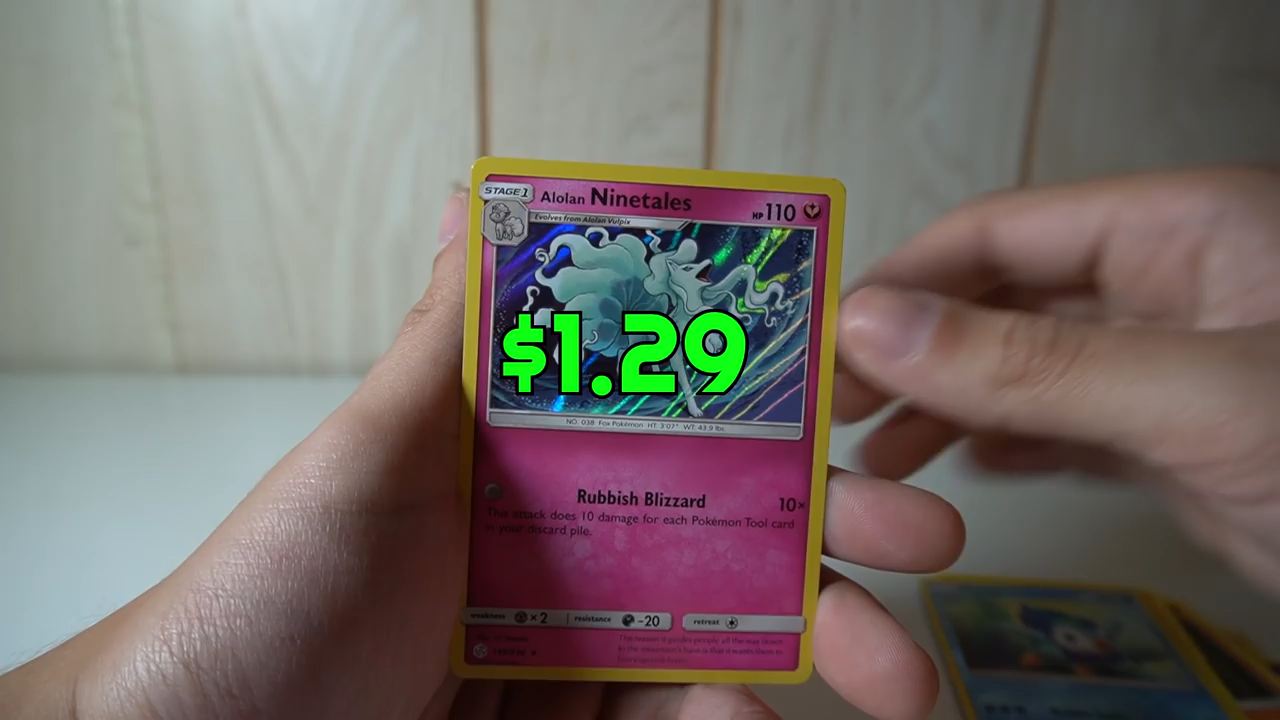 STAGE 1
Alolan Ninetales HP 110
Evolves from Alolan Vulpix
$1.29
NO. 038 Fox Pokémon HT: 3'07" WT: 43.9 lbs.
Rubbish Blizzard 10×
This attack does 10 damage for each Pokémon Tool card
in your discard pile.
weakness ×2 resistance -20 retreat